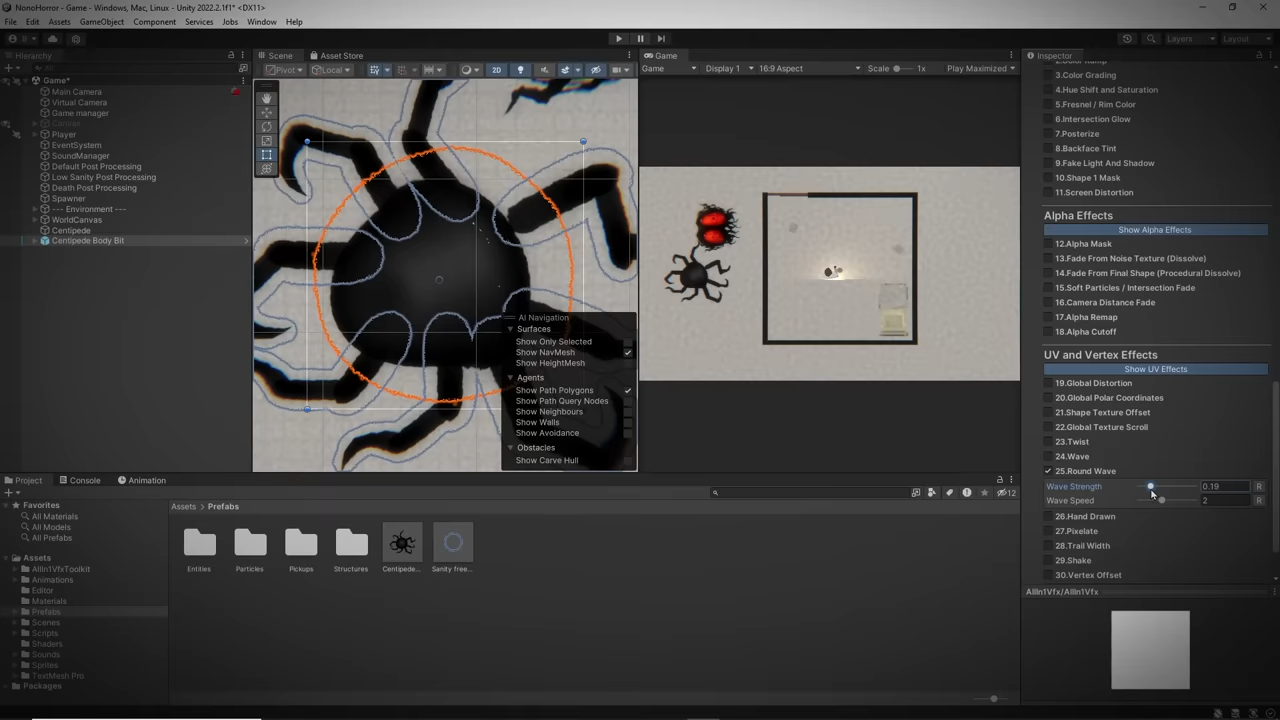 NonoHorror - Game - Windows, Mac, Linux - Unity 2022.2.1f1* <DX11>
File Edit Assets GameObject Component Services Jobs Window Help
Layers Layout
Hierarchy
All
Game*
Main Camera
Virtual Camera
Game manager
Canvas
Player
EventSystem
SoundManager
Default Post Processing
Low Sanity Post Processing
Death Post Processing
Spawner
--- Environment ---
WorldCanvas
Centipede
Centipede Body Bit
Scene Asset Store
Pivot Local 2D
AI Navigation
Surfaces
Show Only Selected
Show NavMesh
Show HeightMesh
Agents
Show Path Polygons
Show Path Query Nodes
Show Neighbours
Show Walls
Show Avoidance
Obstacles
Show Carve Hull
Game
Game Display 1 16:9 Aspect Scale 1x Play Maximized
Inspector
3.Color Grading
4.Hue Shift and Saturation
5.Fresnel / Rim Color
6.Intersection Glow
7.Posterize
8.Backface Tint
9.Fake Light And Shadow
10.Shape 1 Mask
11.Screen Distortion
Alpha Effects
Show Alpha Effects
12.Alpha Mask
13.Fade From Noise Texture (Dissolve)
14.Fade From Final Shape (Procedural Dissolve)
15.Soft Particles / Intersection Fade
16.Camera Distance Fade
17.Alpha Remap
18.Alpha Cutoff
UV and Vertex Effects
Show UV Effects
19.Global Distortion
20.Global Polar Coordinates
21.Shape Texture Offset
22.Global Texture Scroll
23.Twist
24.Wave
25.Round Wave
Wave Strength 0.19 R
Wave Speed 2 R
26.Hand Drawn
27.Pixelate
28.Trail Width
29.Shake
30.Vertex Offset
AllIn1Vfx/AllIn1Vfx
Project Console Animation
12
Favorites
All Materials
All Models
All Prefabs
Assets
AllIn1VfxToolkit
Animations
Editor
Materials
Prefabs
Scenes
Scripts
Shaders
Sounds
Sprites
TextMesh Pro
Packages
Assets > Prefabs
Entities Particles Pickups Structures Centipede... Sanity free...